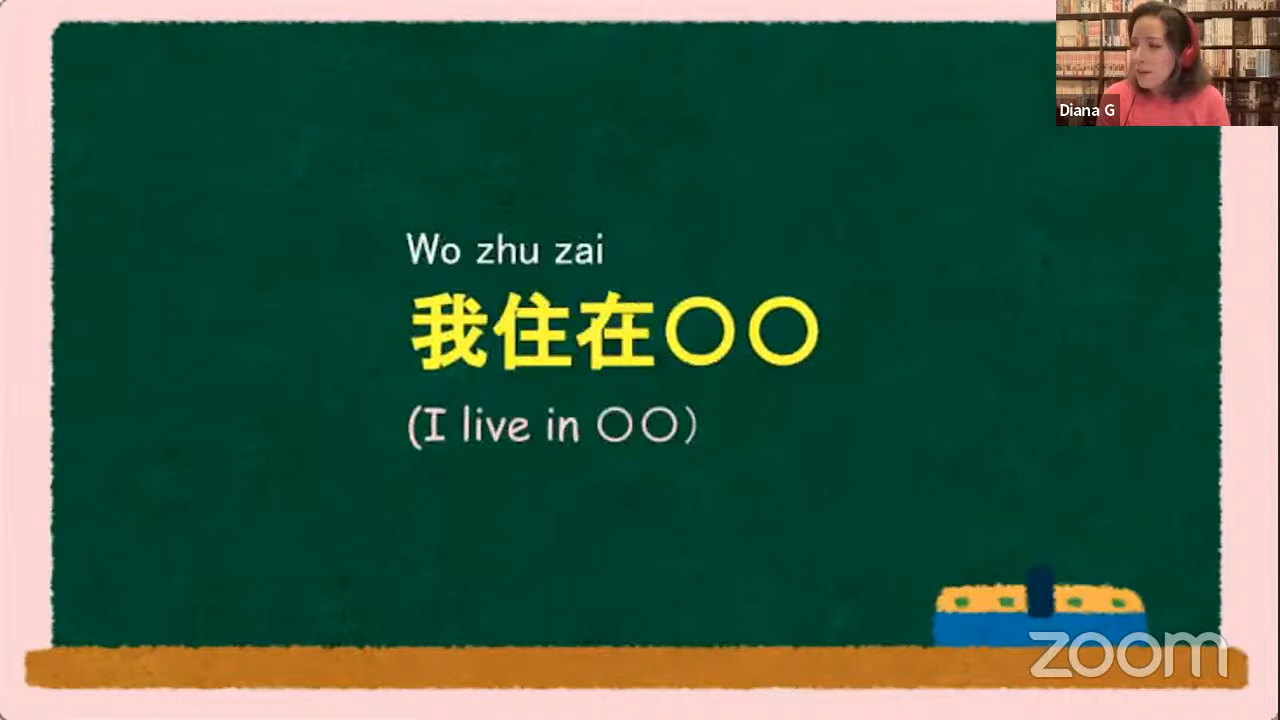 Diana G
Wo zhu zai
我住在〇〇
(I live in 〇〇)
zoom